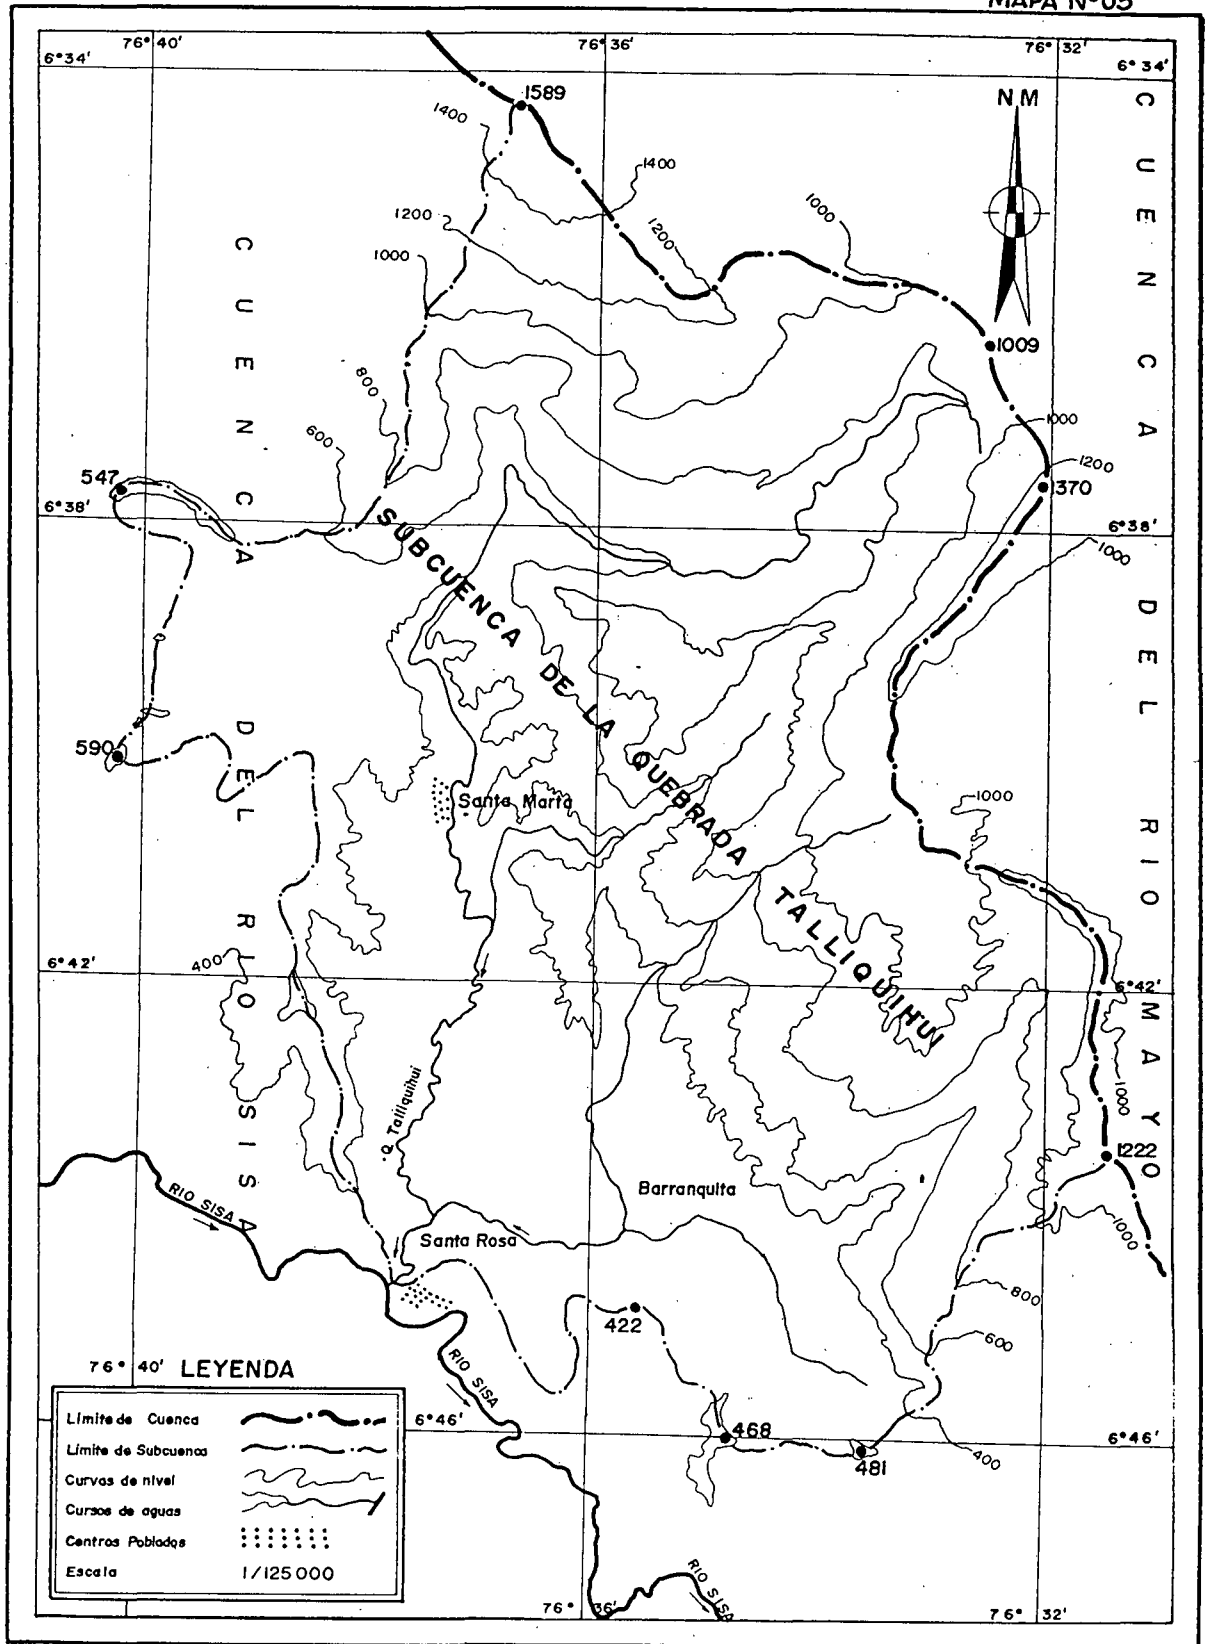 MAPA Nº 05
76° 40'
76° 36'
76° 32'
6° 34'
6° 34'
1589
1400
1400
N M
1200
1200
1000
1000
1009
800
600
1000
1200
547
1370
6° 38'
6° 38'
1000
CUENCA DEL RIO SISA
CUENCA DEL RIO MAYO
SUBCUENCA DE LA QUEBRADA TALLIQUIHUI
590
Santa Marta
1000
400
6° 42'
6° 42'
Q. Talliquihui
1000
1222
Barranquita
RIO SISA
Santa Rosa
1000
800
422
600
RIO SISA
76° 40'
LEYENDA
Limite de Cuenca
6° 46'
468
6° 46'
Limite de Subcuenca
481
400
Curvas de nivel
Cursos de aguas
Centros Poblados
Escala 1/125 000
RIO SISA
76° 36'
76° 32'